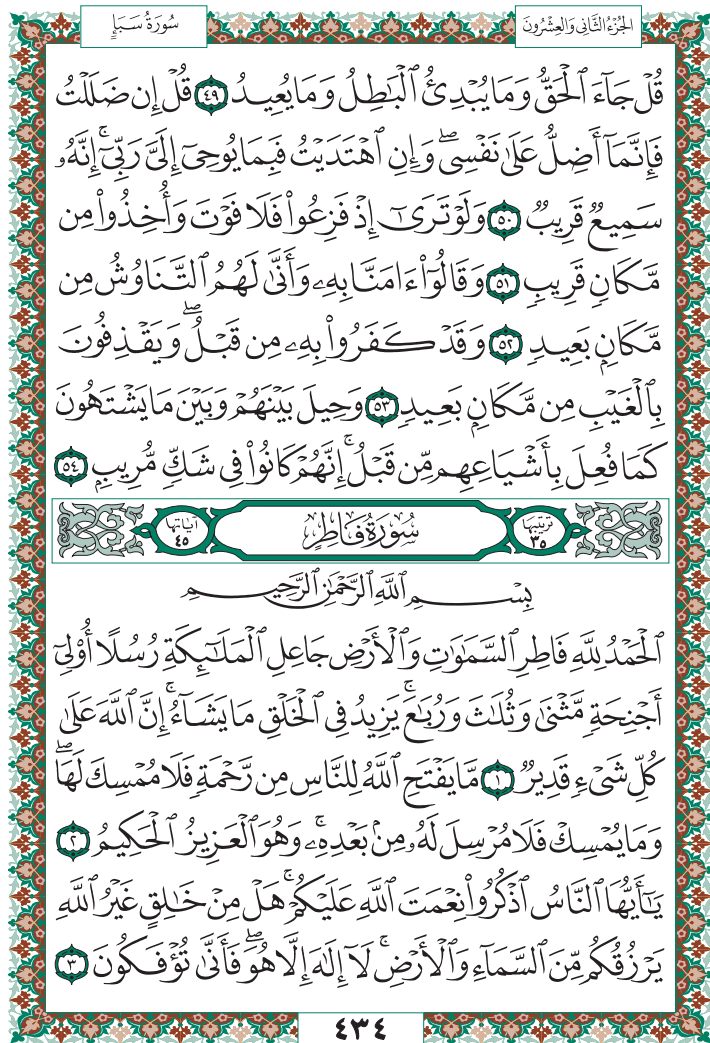 سُورَةُ سَبَإٍ
الجُزْءُ الثَّانِى وَالعِشْرُونَ
قُلْ جَآءَ ٱلْحَقُّ وَمَا يُبْدِئُ ٱلْبَٰطِلُ وَمَا يُعِيدُ ٤٩ قُلْ إِن ضَلَلْتُ
فَإِنَّمَآ أَضِلُّ عَلَىٰ نَفْسِىۖ وَإِنِ ٱهْتَدَيْتُ فَبِمَا يُوحِىٓ إِلَىَّ رَبِّىٓۚ إِنَّهُۥ
سَمِيعٌ قَرِيبٌ ٥٠ وَلَوْ تَرَىٰٓ إِذْ فَزِعُوا۟ فَلَا فَوْتَ وَأُخِذُوا۟ مِن
مَّكَانٍ قَرِيبٍ ٥١ وَقَالُوٓا۟ ءَامَنَّا بِهِۦ وَأَنَّىٰ لَهُمُ ٱلتَّنَاوُشُ مِن
مَّكَانٍۭ بَعِيدٍ ٥٢ وَقَدْ كَفَرُوا۟ بِهِۦ مِن قَبْلُۖ وَيَقْذِفُونَ
بِٱلْغَيْبِ مِن مَّكَانٍۭ بَعِيدٍ ٥٣ وَحِيلَ بَيْنَهُمْ وَبَيْنَ مَا يَشْتَهُونَ
كَمَا فُعِلَ بِأَشْيَاعِهِم مِّن قَبْلُۚ إِنَّهُمْ كَانُوا۟ فِى شَكٍّ مُّرِيبٍۭ ٥٤
ترتيبها ٣٥ سُورَةُ فَاطِرٍ آياتها ٤٥
بِسْمِ ٱللَّهِ ٱلرَّحْمَٰنِ ٱلرَّحِيمِ
ٱلْحَمْدُ لِلَّهِ فَاطِرِ ٱلسَّمَٰوَٰتِ وَٱلْأَرْضِ جَاعِلِ ٱلْمَلَٰٓئِكَةِ رُسُلًا أُو۟لِىٓ
أَجْنِحَةٍ مَّثْنَىٰ وَثُلَٰثَ وَرُبَٰعَۚ يَزِيدُ فِى ٱلْخَلْقِ مَا يَشَآءُۚ إِنَّ ٱللَّهَ عَلَىٰ
كُلِّ شَىْءٍ قَدِيرٌ ١ مَّا يَفْتَحِ ٱللَّهُ لِلنَّاسِ مِن رَّحْمَةٍ فَلَا مُمْسِكَ لَهَاۖ
وَمَا يُمْسِكْ فَلَا مُرْسِلَ لَهُۥ مِنۢ بَعْدِهِۦۚ وَهُوَ ٱلْعَزِيزُ ٱلْحَكِيمُ ٢
يَٰٓأَيُّهَا ٱلنَّاسُ ٱذْكُرُوا۟ نِعْمَتَ ٱللَّهِ عَلَيْكُمْۚ هَلْ مِنْ خَٰلِقٍ غَيْرُ ٱللَّهِ
يَرْزُقُكُم مِّنَ ٱلسَّمَآءِ وَٱلْأَرْضِۚ لَآ إِلَٰهَ إِلَّا هُوَۖ فَأَنَّىٰ تُؤْفَكُونَ ٣
٤٣٤